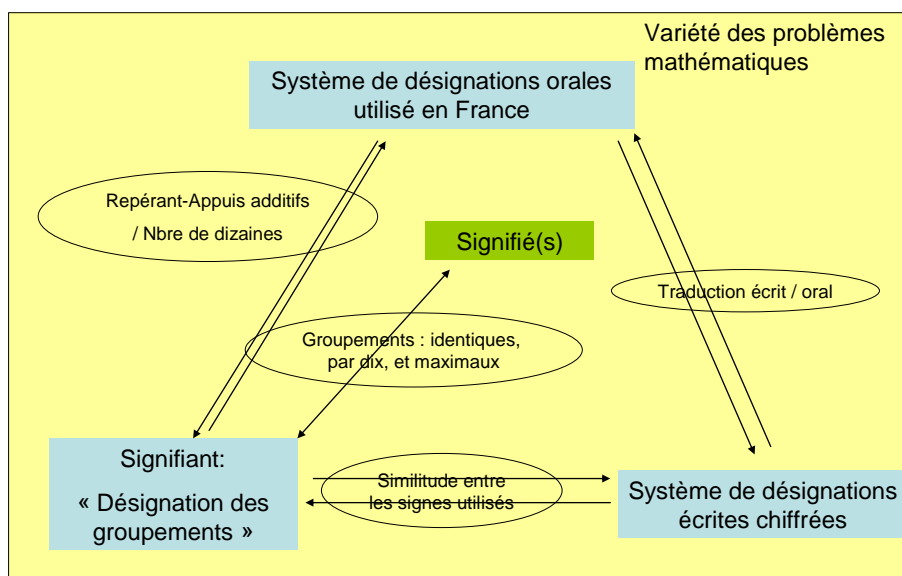 Variété des problèmes
mathématiques
Système de désignations orales
utilisé en France
Repérant-Appuis additifs
/ Nbre de dizaines
Signifié(s)
Traduction écrit / oral
Groupements : identiques,
par dix, et maximaux
Signifiant:
« Désignation des
groupements »
Similitude entre
les signes utilisés
Système de désignations
écrites chiffrées